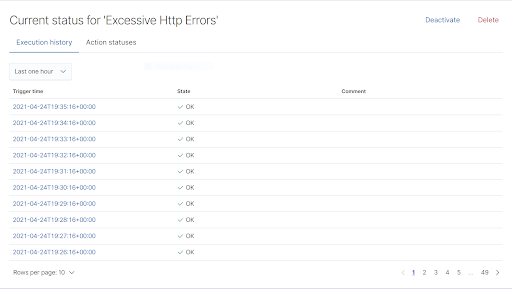 Current status for 'Excessive Http Errors' Deactivate Delete
Execution history Action statuses
Last one hour
Trigger time State Comment
2021-04-24T19:35:16+00:00 OK
2021-04-24T19:34:16+00:00 OK
2021-04-24T19:33:16+00:00 OK
2021-04-24T19:32:16+00:00 OK
2021-04-24T19:31:16+00:00 OK
2021-04-24T19:30:16+00:00 OK
2021-04-24T19:29:16+00:00 OK
2021-04-24T19:28:16+00:00 OK
2021-04-24T19:27:16+00:00 OK
2021-04-24T19:26:16+00:00 OK
Rows per page: 10 1 2 3 4 5 ... 49